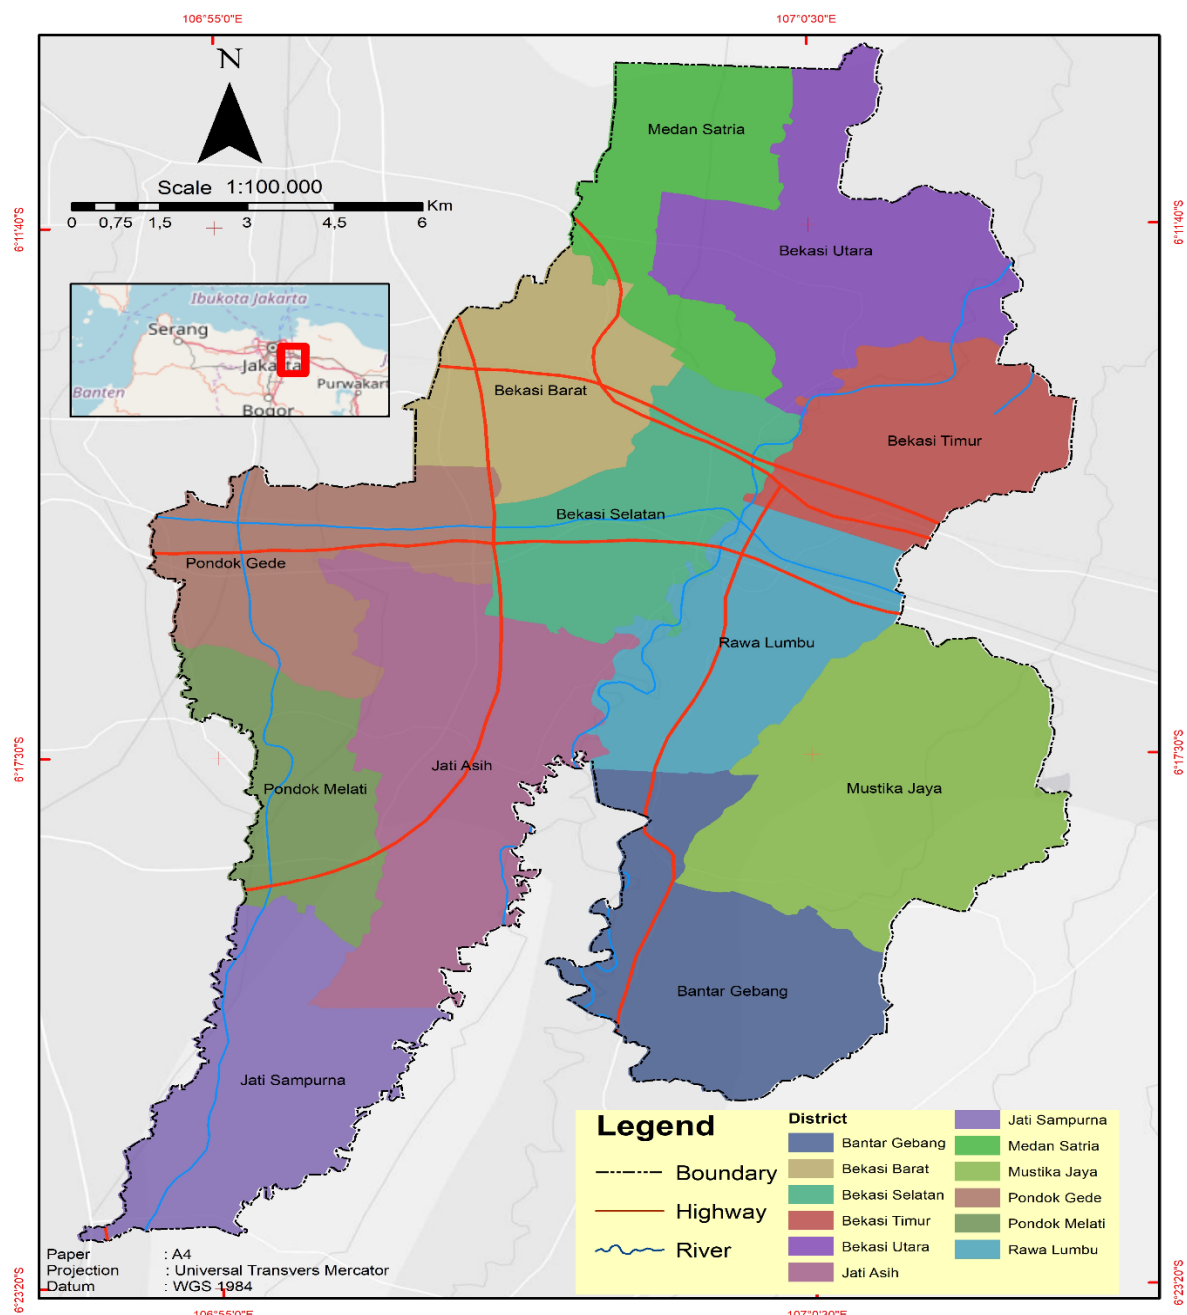 106°55'0"E
107°0'30"E
N
Scale 1:100.000
Km
0 0,75 1,5 3 4,5 6
6°11'40"S
6°11'40"S
Ibukota Jakarta
Serang
Jakarta
Purwakart
Banten
Bogor
J
Medan Satria
Bekasi Utara
Bekasi Barat
Bekasi Timur
Bekasi Selatan
Pondok Gede
Rawa Lumbu
6°17'30"S
6°17'30"S
Jati Asih
Pondok Melati
Mustika Jaya
Bantar Gebang
Jati Sampurna
Legend
Boundary
Highway
River
District
Bantar Gebang
Bekasi Barat
Bekasi Selatan
Bekasi Timur
Bekasi Utara
Jati Asih
Jati Sampurna
Medan Satria
Mustika Jaya
Pondok Gede
Pondok Melati
Rawa Lumbu
Paper : A4
Projection : Universal Transvers Mercator
Datum : WGS 1984
6°23'20"S
6°23'20"S
106°55'0"E
107°0'30"E